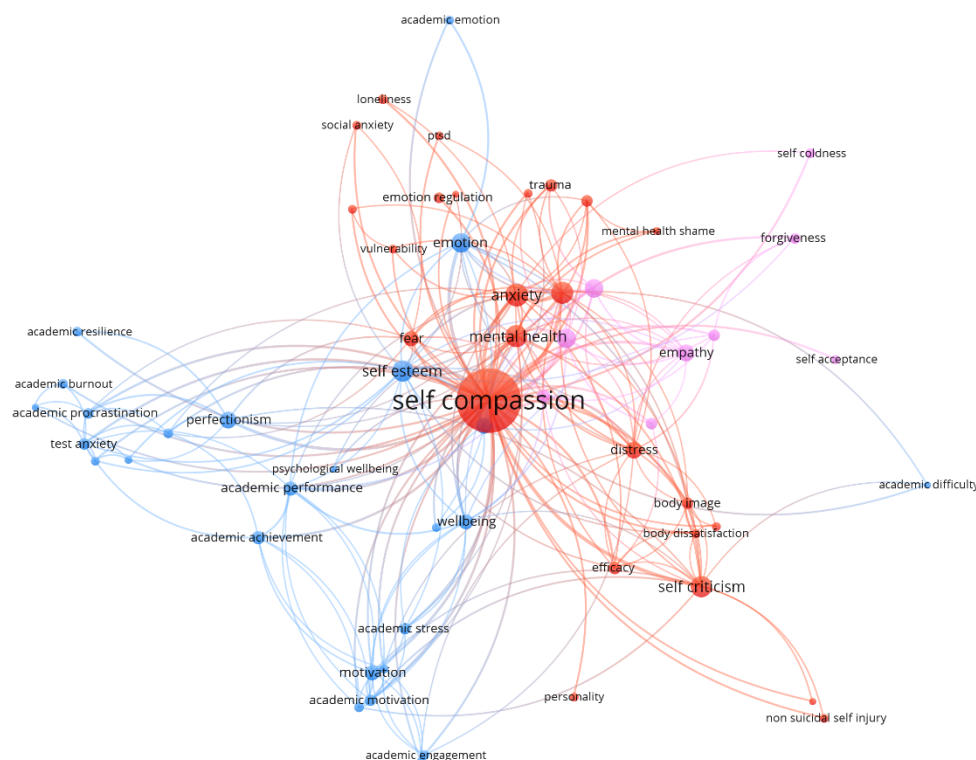 academic emotion
loneliness
social anxiety
ptsd
self coldness
trauma
emotion regulation
mental health shame
forgiveness
emotion
vulnerability
anxiety
academic resilience
fear
mental health
empathy
self acceptance
self esteem
academic burnout
self compassion
academic procrastination
perfectionism
test anxiety
distress
psychological wellbeing
academic performance
academic difficulty
body image
wellbeing
academic achievement
body dissatisfaction
efficacy
self criticism
academic stress
motivation
academic motivation
personality
non suicidal self injury
academic engagement